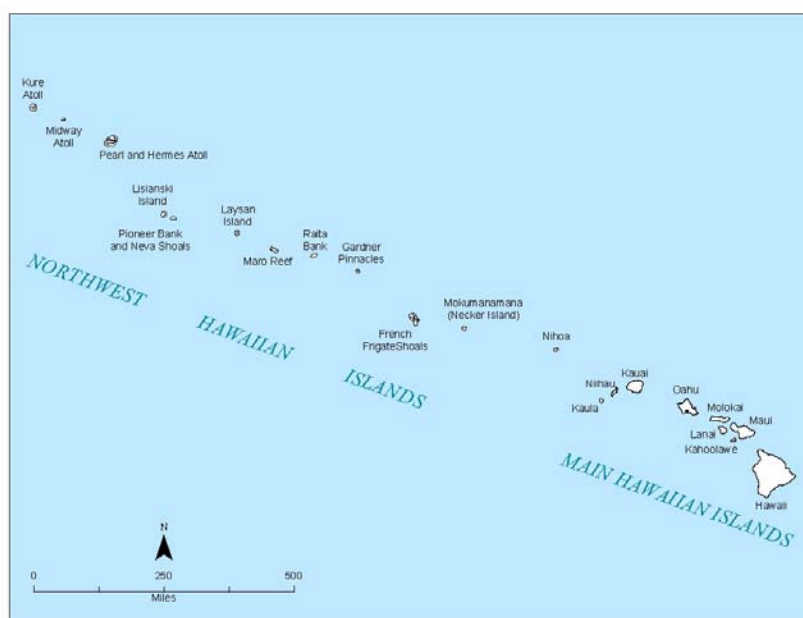 Kure
Atoll
Midway
Atoll
Pearl and Hermes Atoll
Lisianski
Island
Pioneer Bank
and Neva Shoals
Laysan
Island
Maro Reef
Raita
Bank
Gardner
Pinnacles
French
FrigateShoals
Mokumanamana
(Necker Island)
Nihoa
Niihau
Kauai
Kaula
Oahu
Molokai
Maui
Lanai
Kahoolawe
Hawaii
NORTHWEST HAWAIIAN ISLANDS
MAIN HAWAIIAN ISLANDS
N
0 250 500
Miles